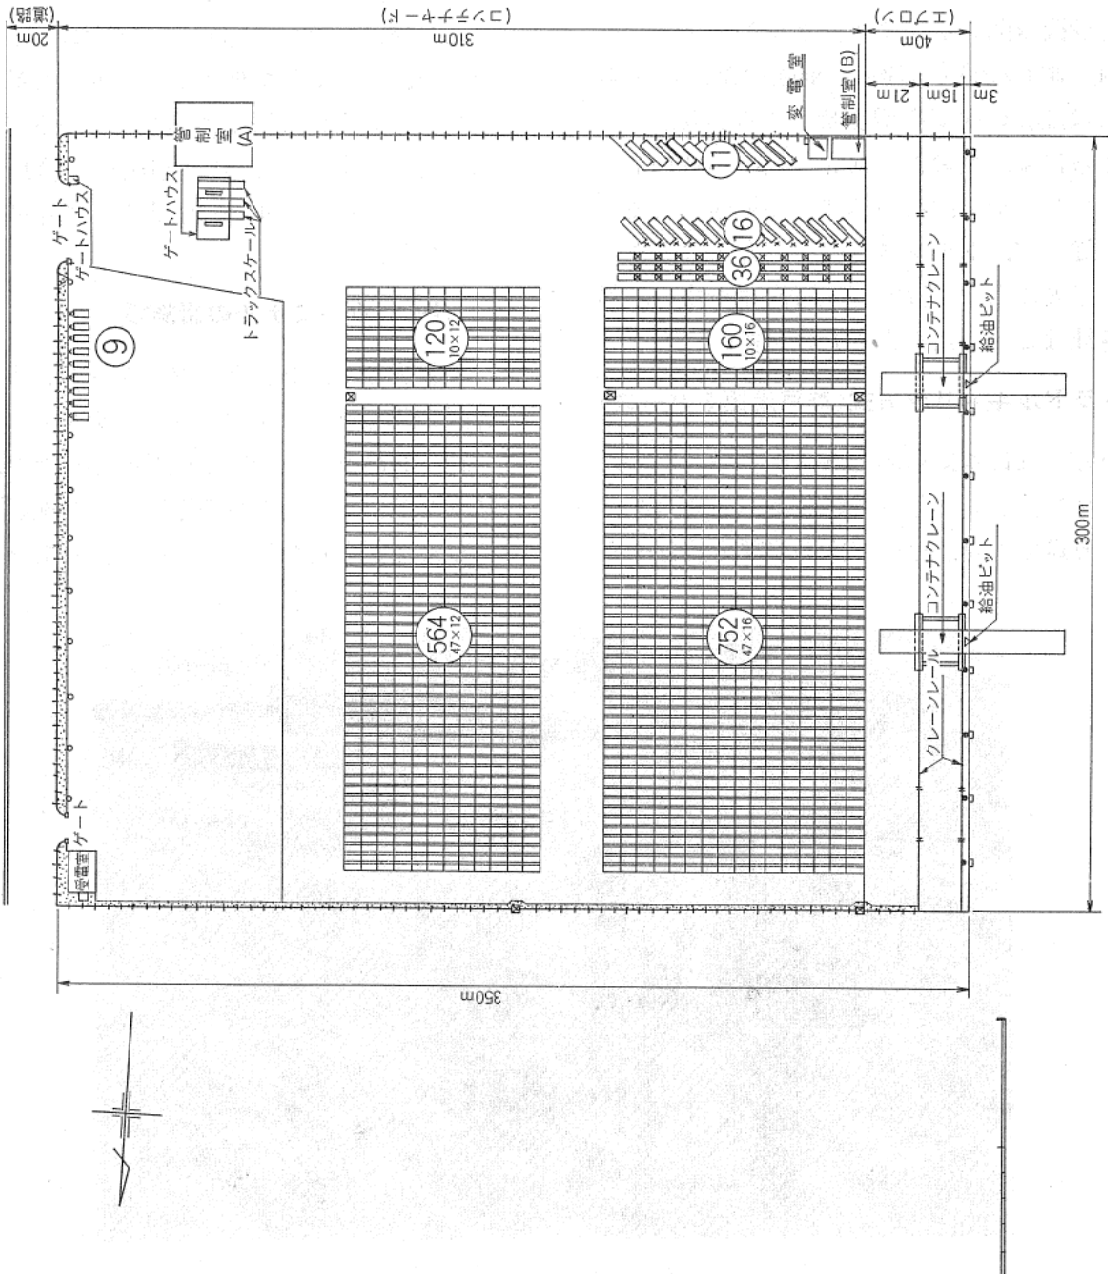 (道路)
20m
(コンテナヤード)
310m
(エプロン)
40m
21m
16m
3m
変電室
管制室(B)
管制室(A)
ゲートハウス
トラックスケール
ゲート
ゲートハウス
9
11
16
36
120
10×12
160
10×16
564
47×12
752
47×16
コンテナクレーン
給油ピット
コンテナクレーン
給油ピット
クレーンレール
300m
ゲート
受電室
350m